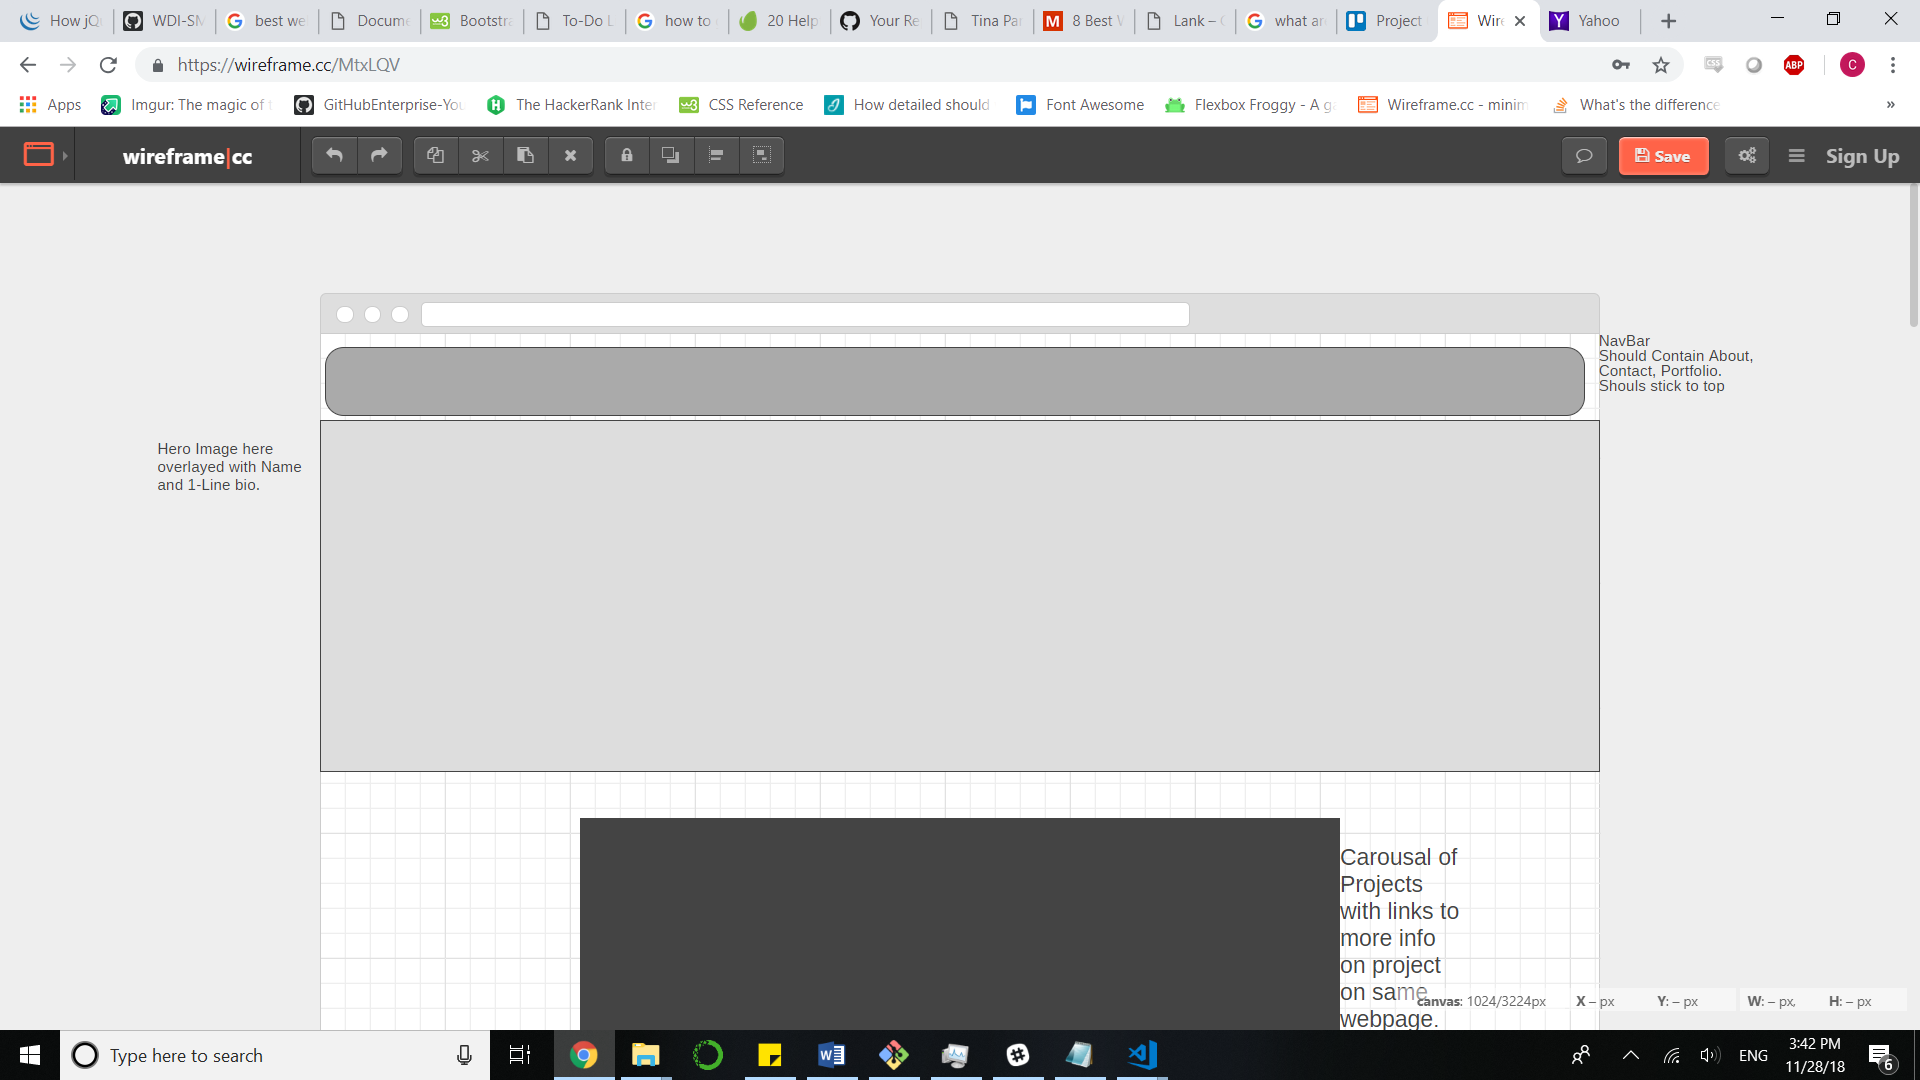 How jQ
WDI-SM
best we
Docume
Bootstra
To-Do L
how to
20 Help
Your Re
Tina Pa
8 Best
Lank –
what ar
Project
Wir
Yahoo
https://wireframe.cc/MtxLQV
Apps
Imgur: The magic of
GitHubEnterprise-You
The HackerRank Inter
CSS Reference
How detailed should
Font Awesome
Flexbox Froggy - A g
Wireframe.cc - minim
What's the difference
»
wireframe|cc
Save
Sign Up
NavBar
Should Contain About,
Contact, Portfolio.
Shouls stick to top
Hero Image here
overlayed with Name
and 1-Line bio.
Carousal of
Projects
with links to
more info
on project
on same
webpage.
canvas: 1024/3224px X – px Y: – px W: – px, H: – px
Type here to search
ENG
3:42 PM
11/28/18
6